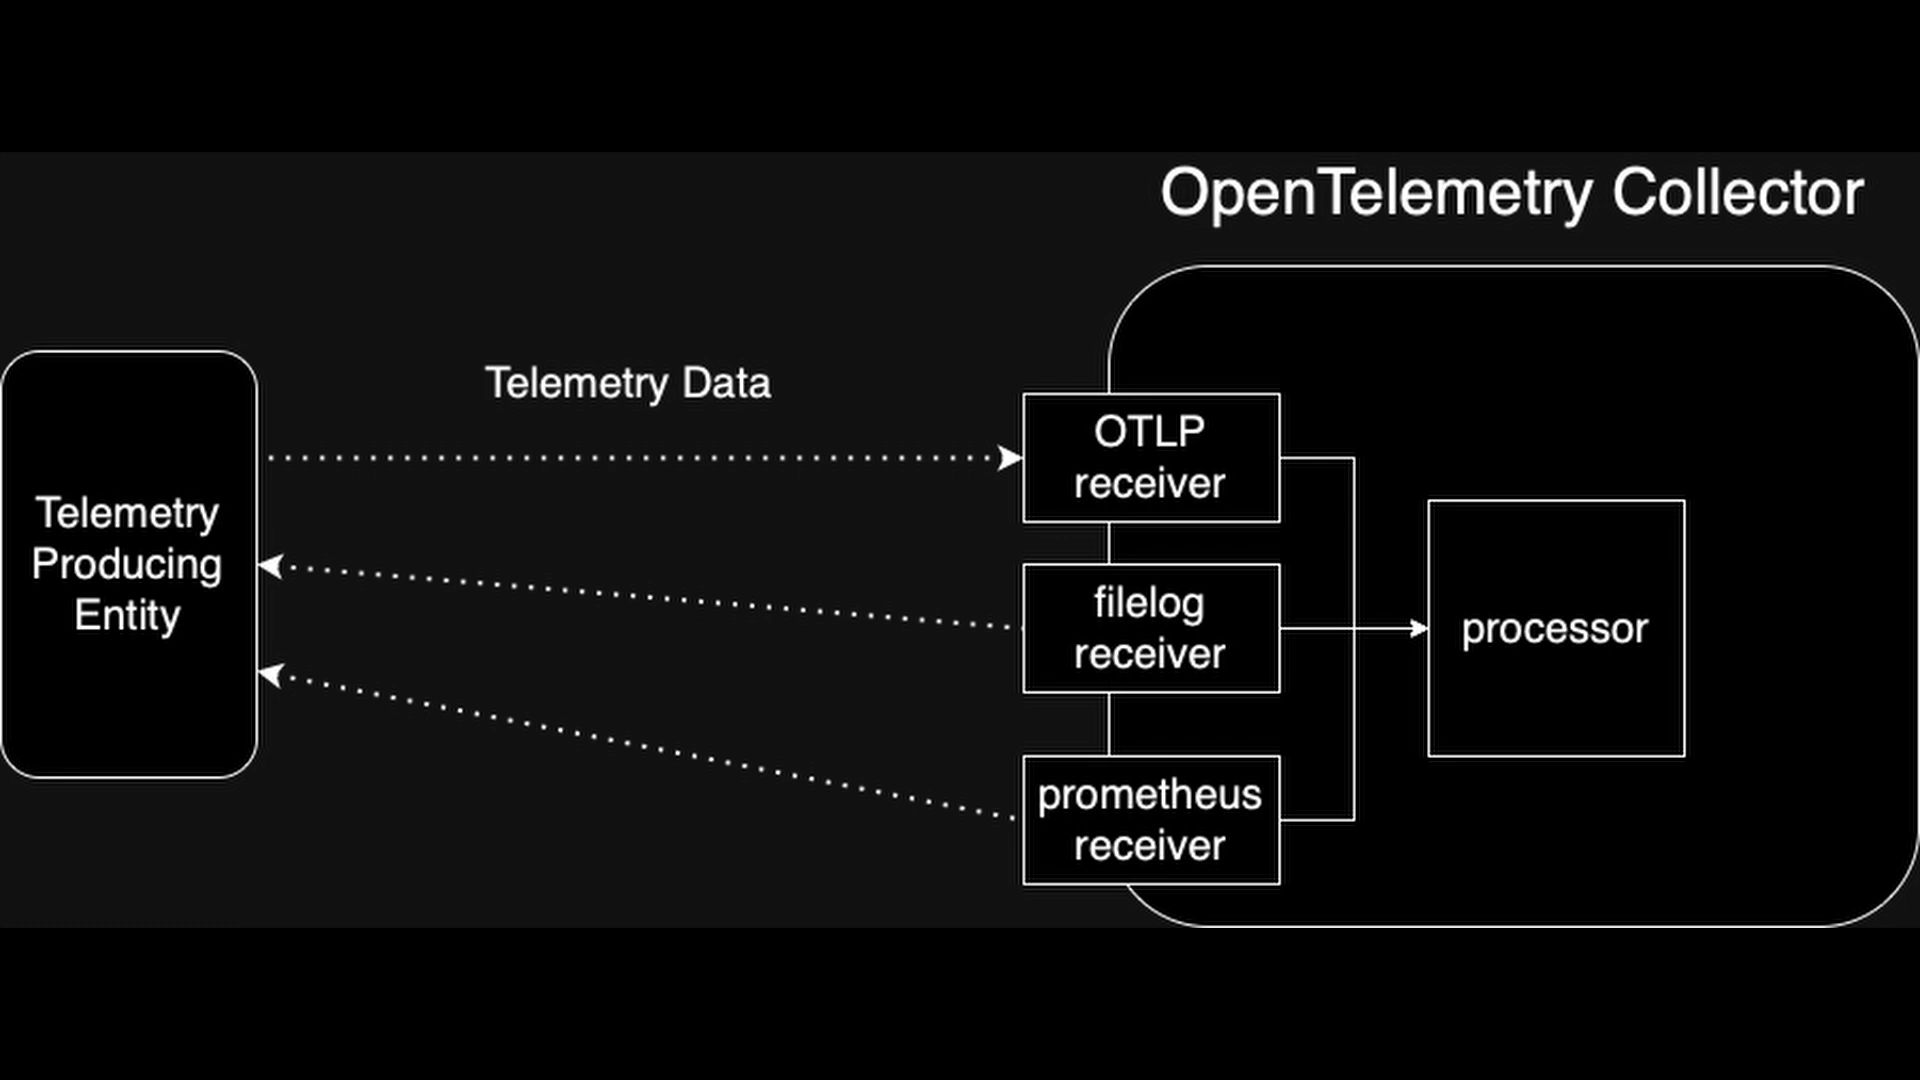 OpenTelemetry Collector
Telemetry Data
Telemetry
Producing
Entity
OTLP
receiver
filelog
receiver
prometheus
receiver
processor